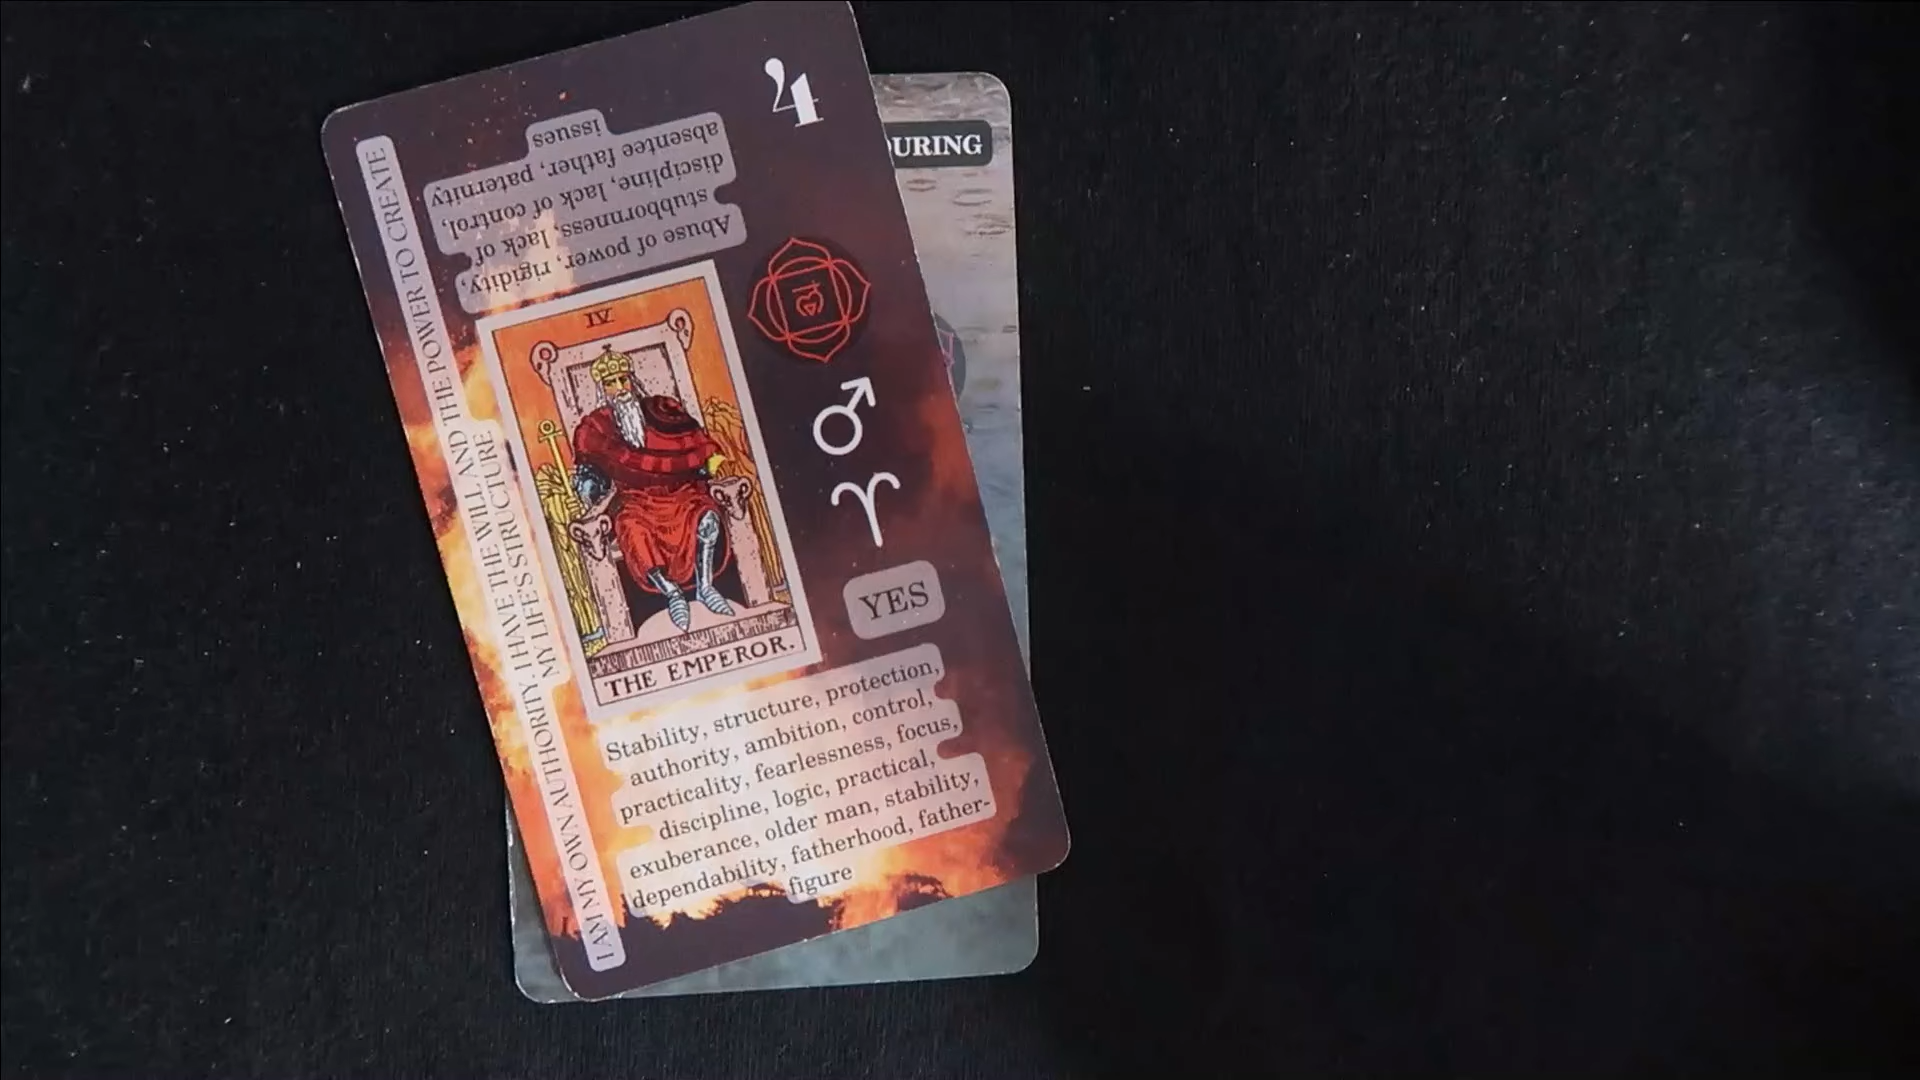 4
Abuse of power, rigidity,
stubbornness, lack of
discipline, lack of control,
absentee father, paternity
issues
I AM MY OWN AUTHORITY. I HAVE THE WILL AND THE POWER TO CREATE
MY LIFE'S STRUCTURE
IV
THE EMPEROR.
YES
Stability, structure, protection,
authority, ambition, control,
practicality, fearlessness, focus,
discipline, logic, practical,
exuberance, older man, stability,
dependability, fatherhood, father-
figure